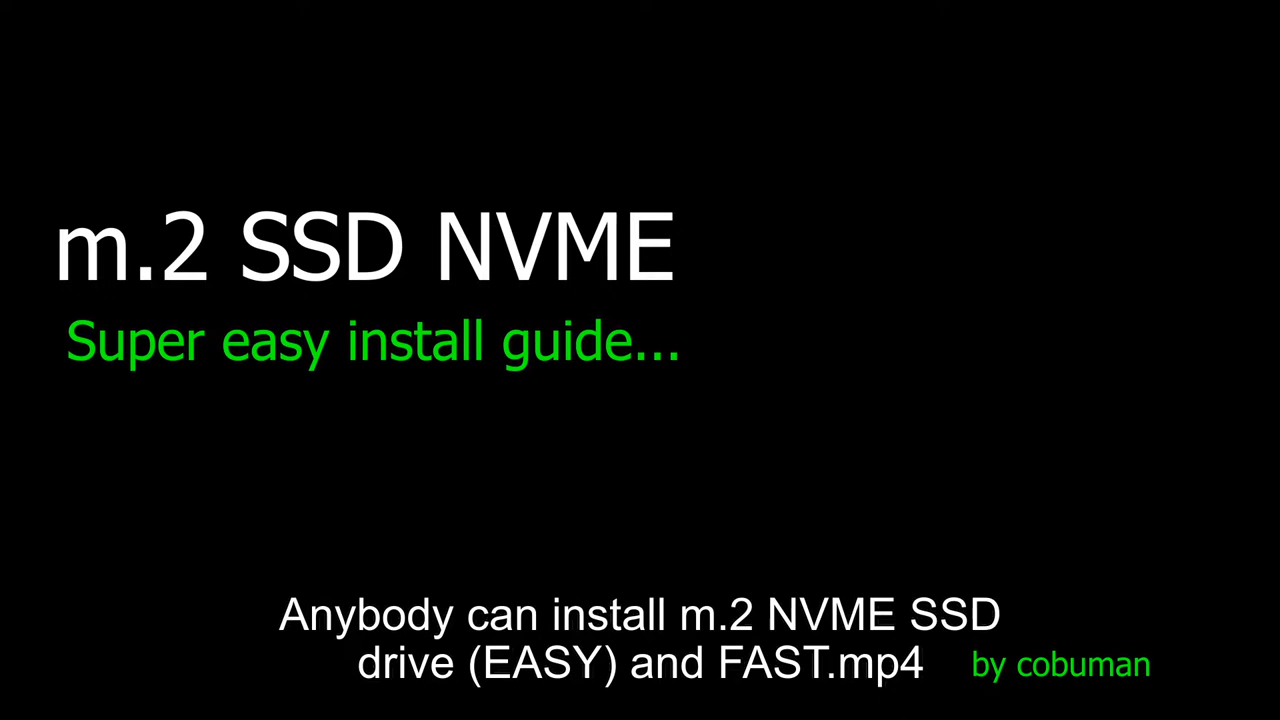 m.2 SSD NVME
Super easy install guide...
Anybody can install m.2 NVME SSD
drive (EASY) and FAST.mp4
by cobuman